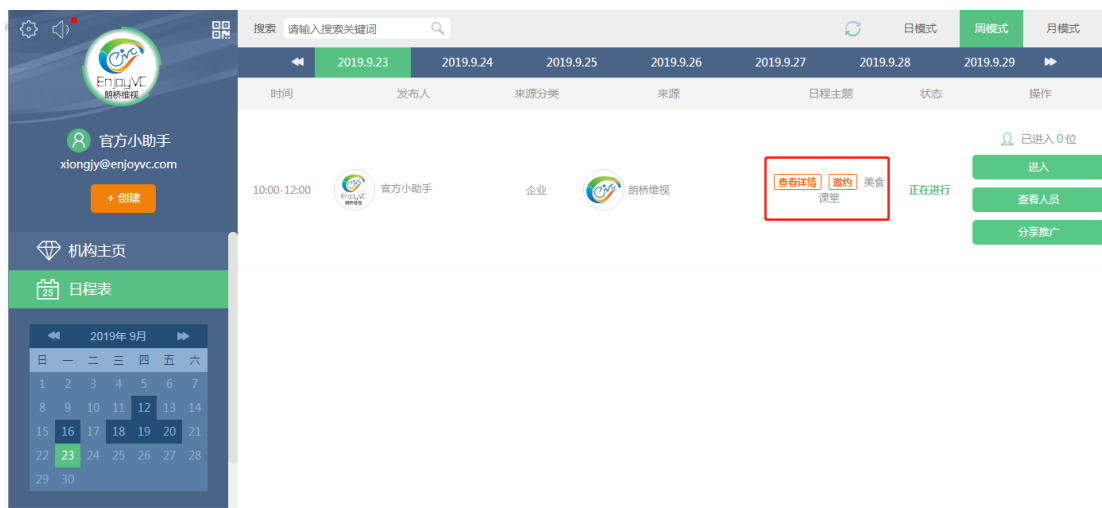 EnjoyVC
朗桥维视
官方小助手
xiongjy@enjoyvc.com
+ 创建
机构主页
25 日程表
2019年 9月
日 一 二 三 四 五 六
1 2 3 4 5 6 7
8 9 10 11 12 13 14
15 16 17 18 19 20 21
22 23 24 25 26 27 28
29 30
搜索 请输入搜索关键词 日模式 周模式 月模式
2019.9.23 2019.9.24 2019.9.25 2019.9.26 2019.9.27 2019.9.28 2019.9.29
时间 发布人 来源分类 来源 日程主题 状态 操作
已进入 0 位
进入
10:00-12:00 EnjoyVC 朗桥维视 官方小助手 企业 朗桥维视 查看详情 邀约 美食
课堂
正在进行
查看人员
分享推广